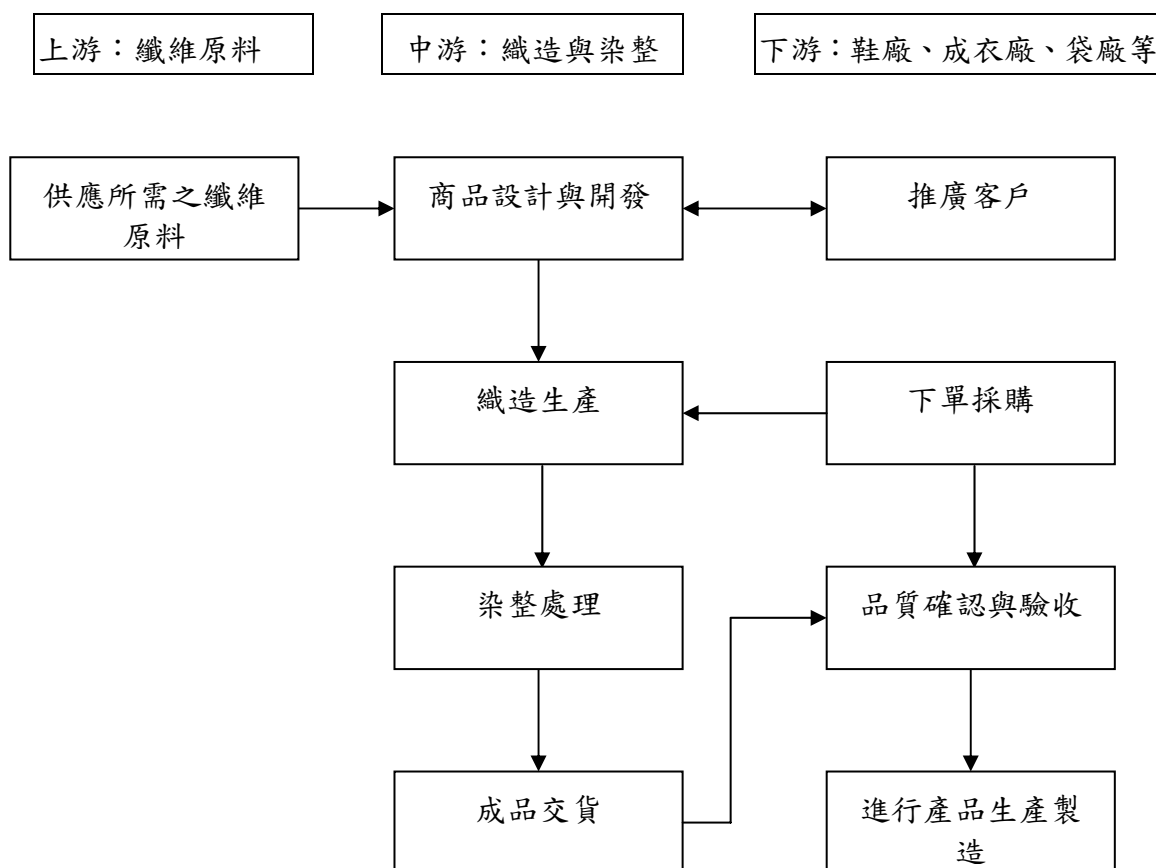 上游：纖維原料
中游：織造與染整
下游：鞋廠、成衣廠、袋廠等
供應所需之纖維
原料
商品設計與開發
推廣客戶
織造生產
下單採購
染整處理
品質確認與驗收
成品交貨
進行產品生產製
造